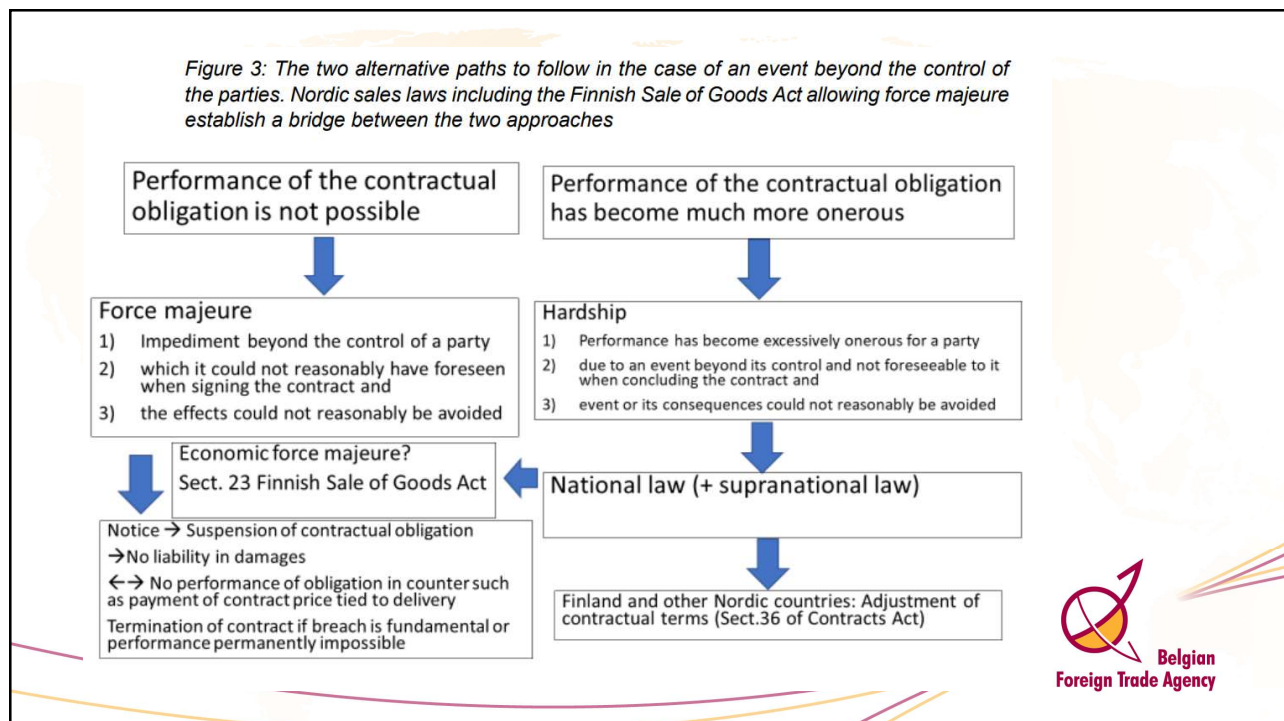 Figure 3: The two alternative paths to follow in the case of an event beyond the control of
the parties. Nordic sales laws including the Finnish Sale of Goods Act allowing force majeure
establish a bridge between the two approaches
Performance of the contractual
obligation is not possible
Performance of the contractual obligation
has become much more onerous
Force majeure
1) Impediment beyond the control of a party
2) which it could not reasonably have foreseen
when signing the contract and
3) the effects could not reasonably be avoided
Hardship
1) Performance has become excessively onerous for a party
2) due to an event beyond its control and not foreseeable to it
when concluding the contract and
3) event or its consequences could not reasonably be avoided
Economic force majeure?
Sect. 23 Finnish Sale of Goods Act
National law (+ supranational law)
Notice → Suspension of contractual obligation
→No liability in damages
←→ No performance of obligation in counter such
as payment of contract price tied to delivery
Termination of contract if breach is fundamental or
performance permanently impossible
Finland and other Nordic countries: Adjustment of
contractual terms (Sect.36 of Contracts Act)
Belgian
Foreign Trade Agency